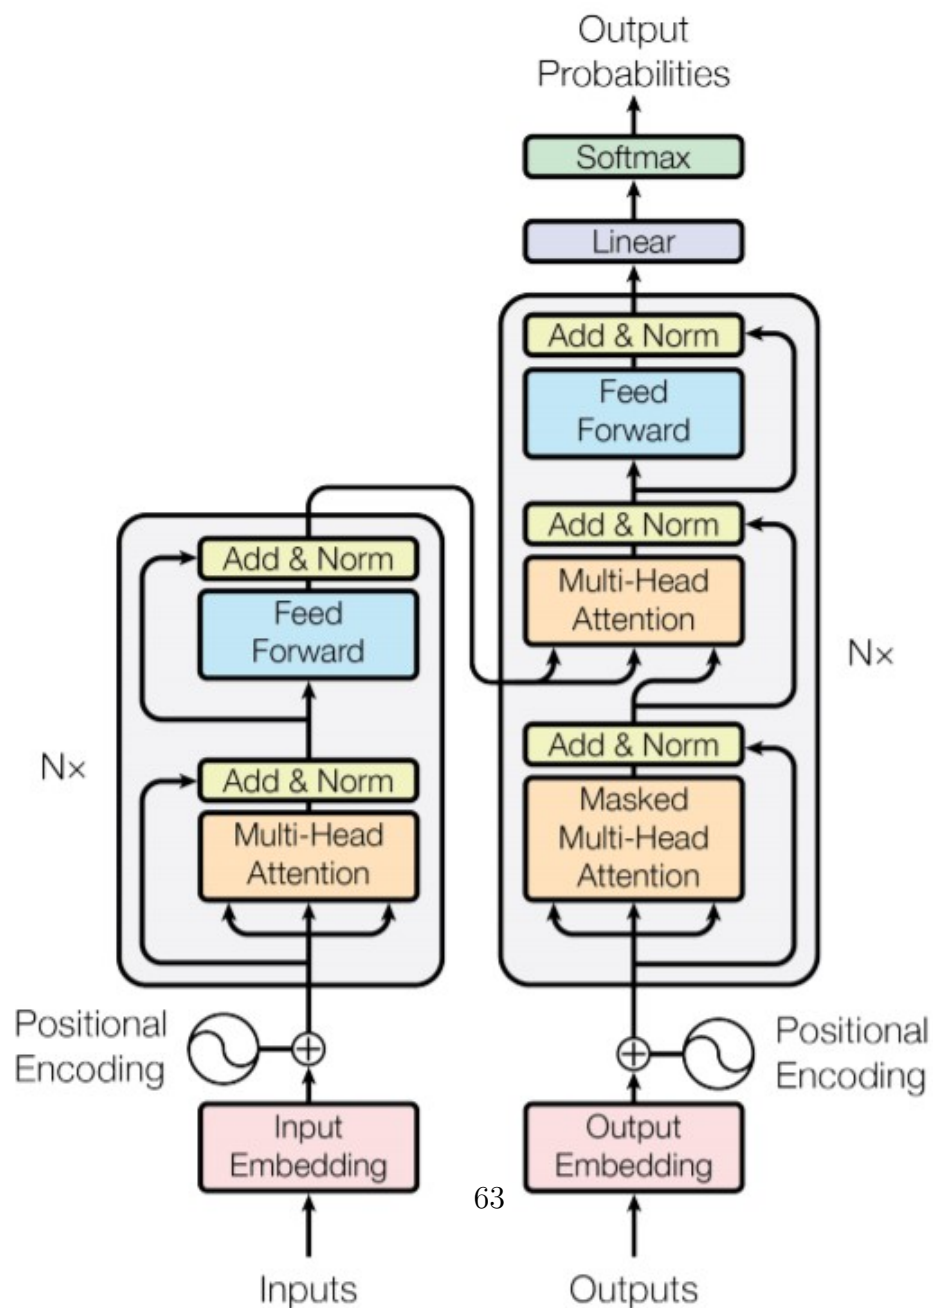 Output
Probabilities
Softmax
Linear
Add & Norm
Feed
Forward
Add & Norm
Multi-Head
Attention
Add & Norm
Masked
Multi-Head
Attention
Nx
Add & Norm
Feed
Forward
Add & Norm
Multi-Head
Attention
Nx
Positional
Encoding
Positional
Encoding
Input
Embedding
Output
Embedding
63
Inputs
Outputs